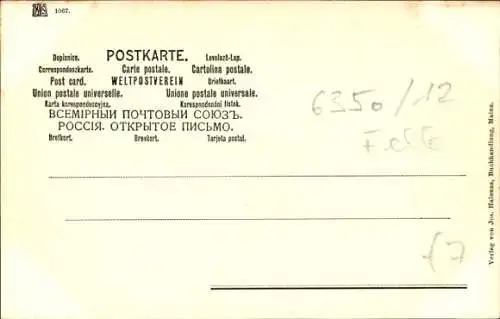 1067.
Dopisnice. POSTKARTE. Levelező-Lap.
Correspondenzkarte. Carte postale. Cartolina postale.
Post card. WELTPOSTVEREIN Briefkaart.
Union postale universelle. Unione postale universale.
Karta korespondencyjna. Korespondenční lístek.
ВСЕМІРНЫЙ ПОЧТОВЫЙ СОЮЗЪ.
РОССІЯ. ОТКРЫТОЕ ПИСЬМО.
Brefkort. Brevkort. Tarjeta postal.
6350/12
Verlag von Jos. Halenza, Buchhandlung, Mainz.